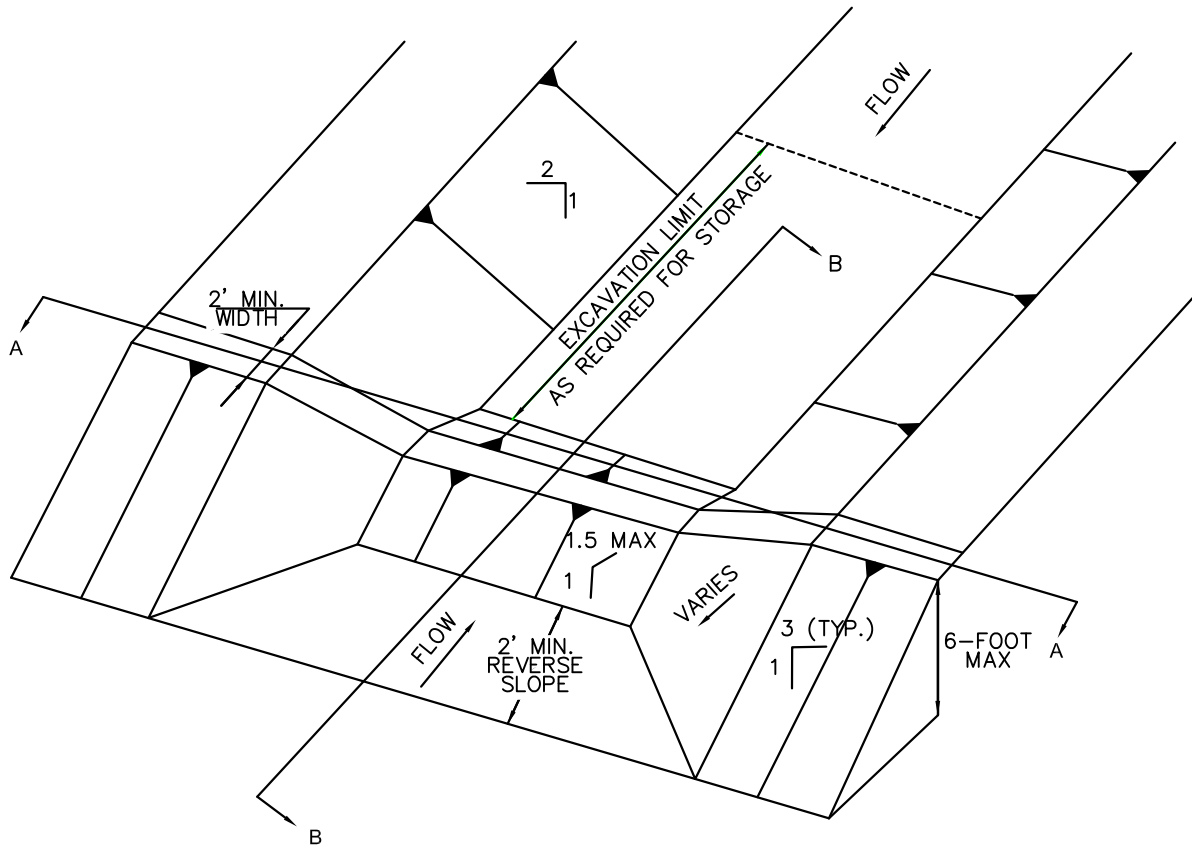 FLOW
2
1
EXCAVATION LIMIT
AS REQUIRED FOR STORAGE
B
2' MIN.
WIDTH
A
1.5 MAX
1
VARIES
3 (TYP.)
1
6-FOOT
MAX
A
FLOW
2' MIN.
REVERSE
SLOPE
B